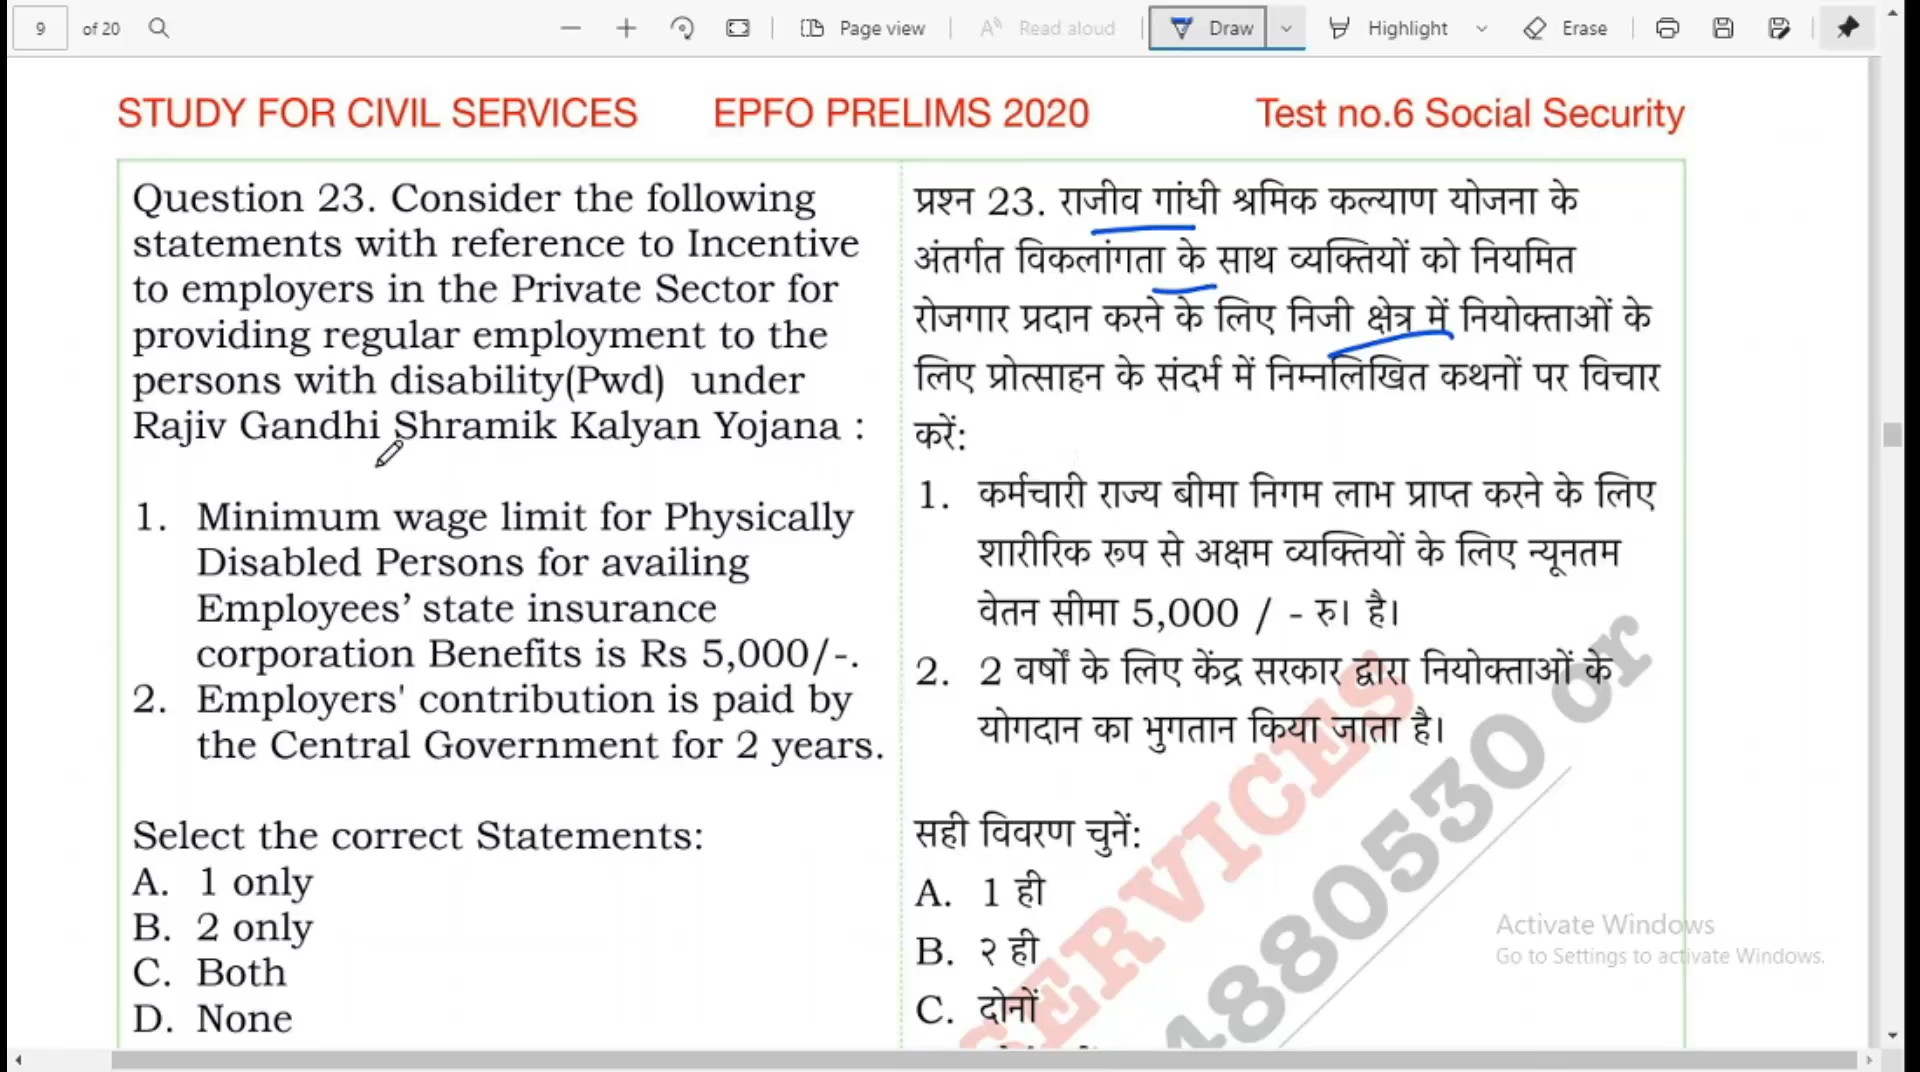 9 of 20 Page view Read aloud Draw Highlight Erase
STUDY FOR CIVIL SERVICES EPFO PRELIMS 2020 Test no.6 Social Security
Question 23. Consider the following
statements with reference to Incentive
to employers in the Private Sector for
providing regular employment to the
persons with disability(Pwd) under
Rajiv Gandhi Shramik Kalyan Yojana :
1. Minimum wage limit for Physically
Disabled Persons for availing
Employees’ state insurance
corporation Benefits is Rs 5,000/-.
2. Employers' contribution is paid by
the Central Government for 2 years.
Select the correct Statements:
A. 1 only
B. 2 only
C. Both
D. None
प्रश्न 23. राजीव गांधी श्रमिक कल्याण योजना के
अंतर्गत विकलांगता के साथ व्यक्तियों को नियमित
रोजगार प्रदान करने के लिए निजी क्षेत्र में नियोक्ताओं के
लिए प्रोत्साहन के संदर्भ में निम्नलिखित कथनों पर विचार
करें:
1. कर्मचारी राज्य बीमा निगम लाभ प्राप्त करने के लिए
शारीरिक रूप से अक्षम व्यक्तियों के लिए न्यूनतम
वेतन सीमा 5,000 / - रु। है।
2. 2 वर्षों के लिए केंद्र सरकार द्वारा नियोक्ताओं के
योगदान का भुगतान किया जाता है।
सही विवरण चुनें:
A. 1 ही
B. २ ही
C. दोनों
SERVICES
4880530 or
Activate Windows
Go to Settings to activate Windows.